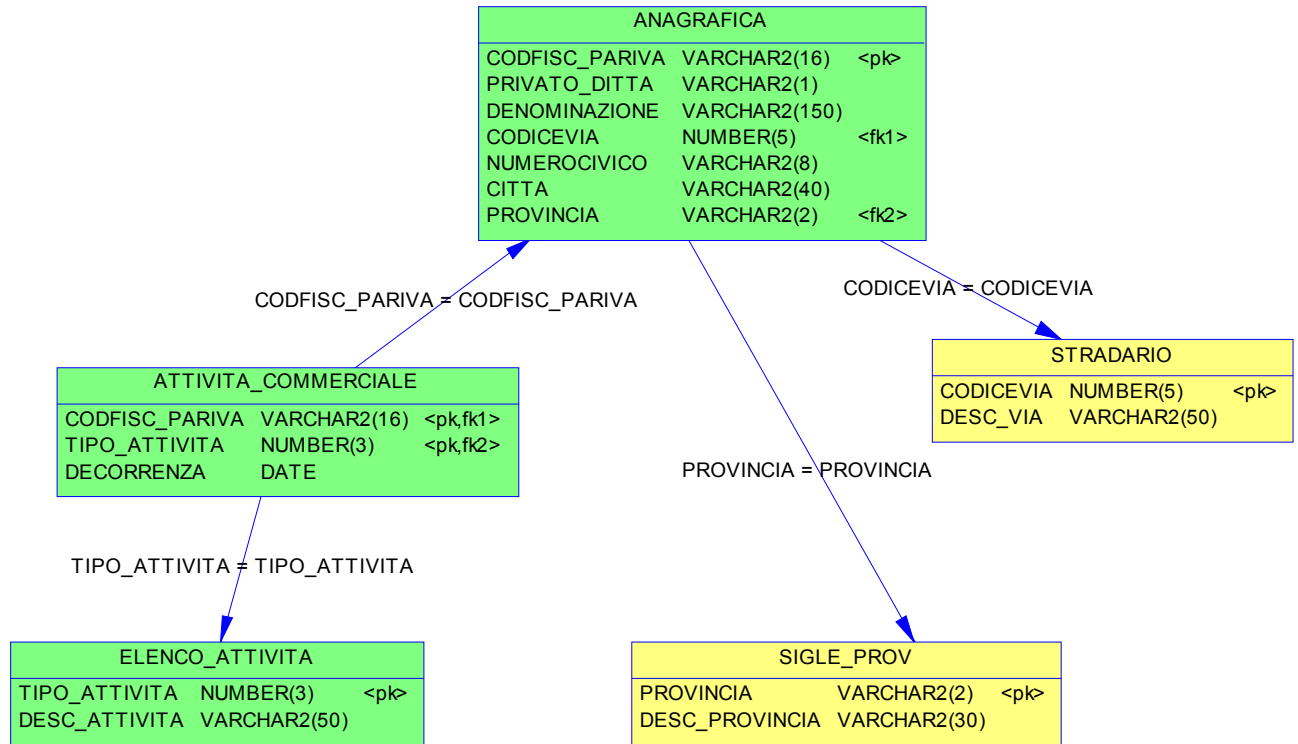 ANAGRAFICA
CODFISC_PARIVA VARCHAR2(16) <pk>
PRIVATO_DITTA VARCHAR2(1)
DENOMINAZIONE VARCHAR2(150)
CODICEVIA NUMBER(5) <fk1>
NUMEROCIVICO VARCHAR2(8)
CITTA VARCHAR2(40)
PROVINCIA VARCHAR2(2) <fk2>
CODFISC_PARIVA = CODFISC_PARIVA
CODICEVIA = CODICEVIA
STRADARIO
CODICEVIA NUMBER(5) <pk>
DESC_VIA VARCHAR2(50)
ATTIVITA_COMMERCIALE
CODFISC_PARIVA VARCHAR2(16) <pk,fk1>
TIPO_ATTIVITA NUMBER(3) <pk,fk2>
DECORRENZA DATE
PROVINCIA = PROVINCIA
TIPO_ATTIVITA = TIPO_ATTIVITA
ELENCO_ATTIVITA
TIPO_ATTIVITA NUMBER(3) <pk>
DESC_ATTIVITA VARCHAR2(50)
SIGLE_PROV
PROVINCIA VARCHAR2(2) <pk>
DESC_PROVINCIA VARCHAR2(30)